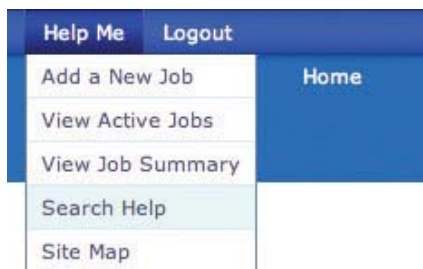 Help Me Logout
Add a New Job Home
View Active Jobs
View Job Summary
Search Help
Site Map